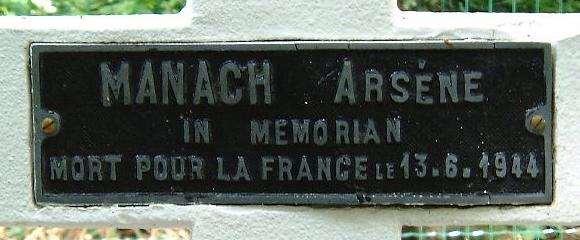 MANACH ARSÈNE
IN MEMORIAN
MORT POUR LA FRANCE LE 13.6.1944